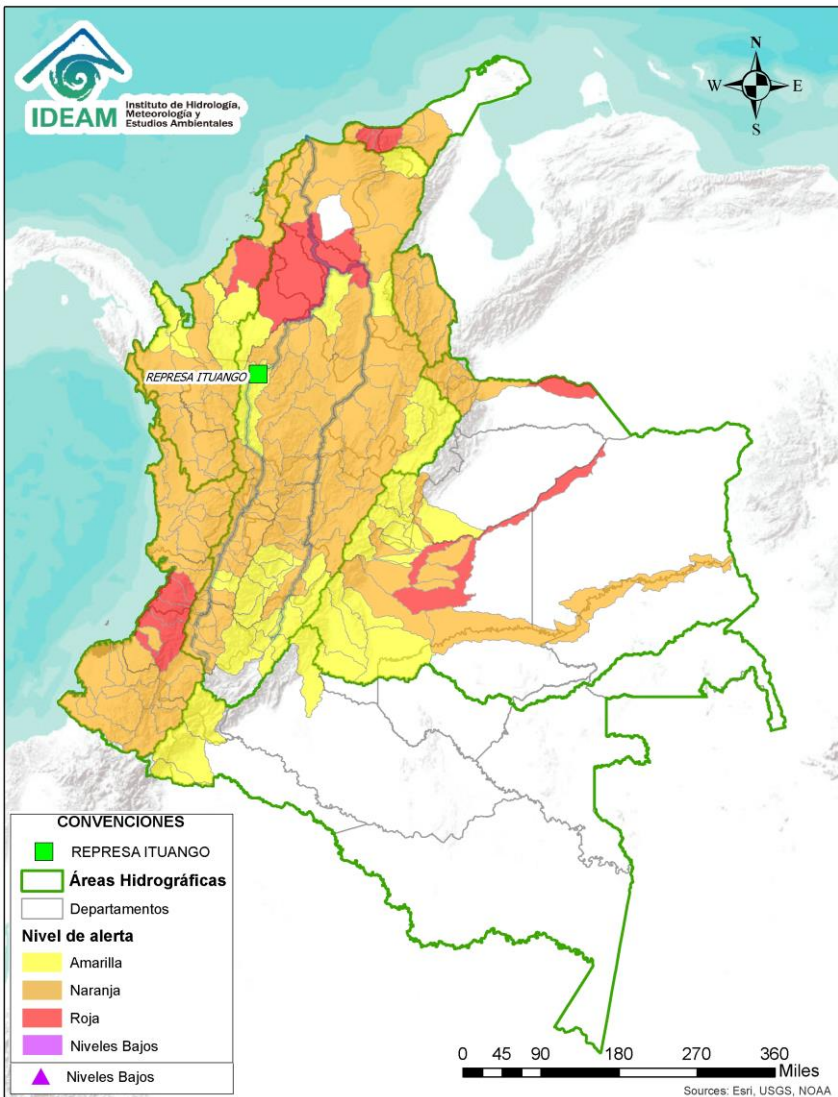 IDEAM
Instituto de Hidrología,
Meteorología y
Estudios Ambientales
N
W
E
S
REPRESA ITUANGO
CONVENCIONES
REPRESA ITUANGO
Áreas Hidrográficas
Departamentos
Nivel de alerta
Amarilla
Naranja
Roja
Niveles Bajos
Niveles Bajos
0 45 90 180 270 360
Miles
Sources: Esri, USGS, NOAA